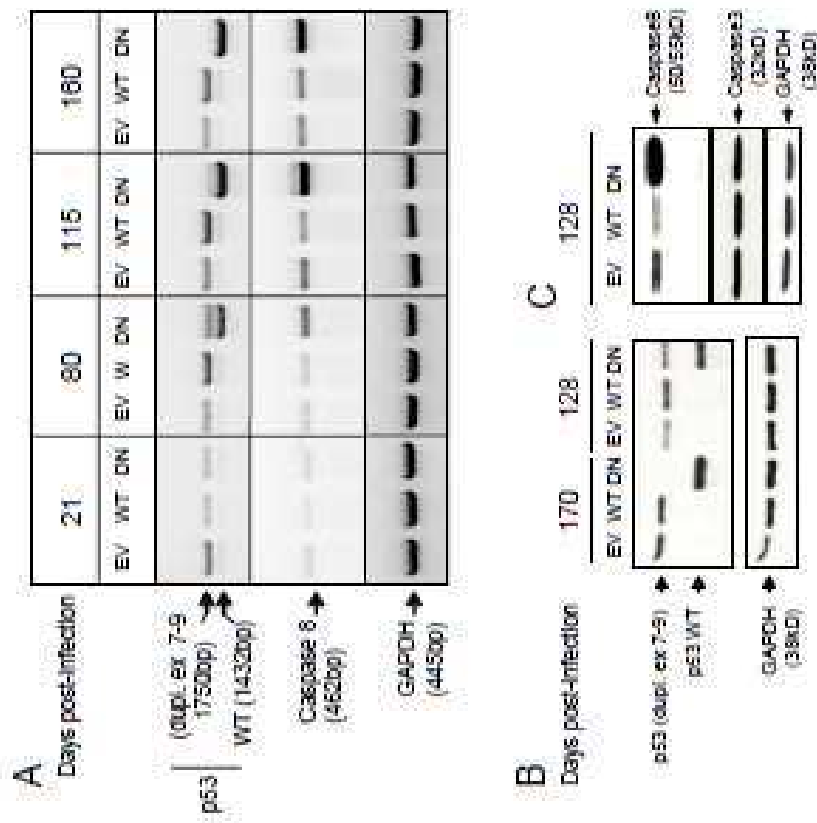 A
Days post-infection
21 80 115 160
EV WT DN EV W DN EV WT DN EV WT DN
p53
(dupl. ex 7-9
1750bp)
WT (1432bp)
Caspase 8
(462bp)
GAPDH
(445bp)
B
Days post-infection
170 128
EV WT DN EV WT DN
p53 (dupl. ex 7-9)
p53 WT
GAPDH
(38kD)
C
128
EV WT DN
Caspase8
(50/55kD)
Caspase3
(32kD)
GAPDH
(38kD)